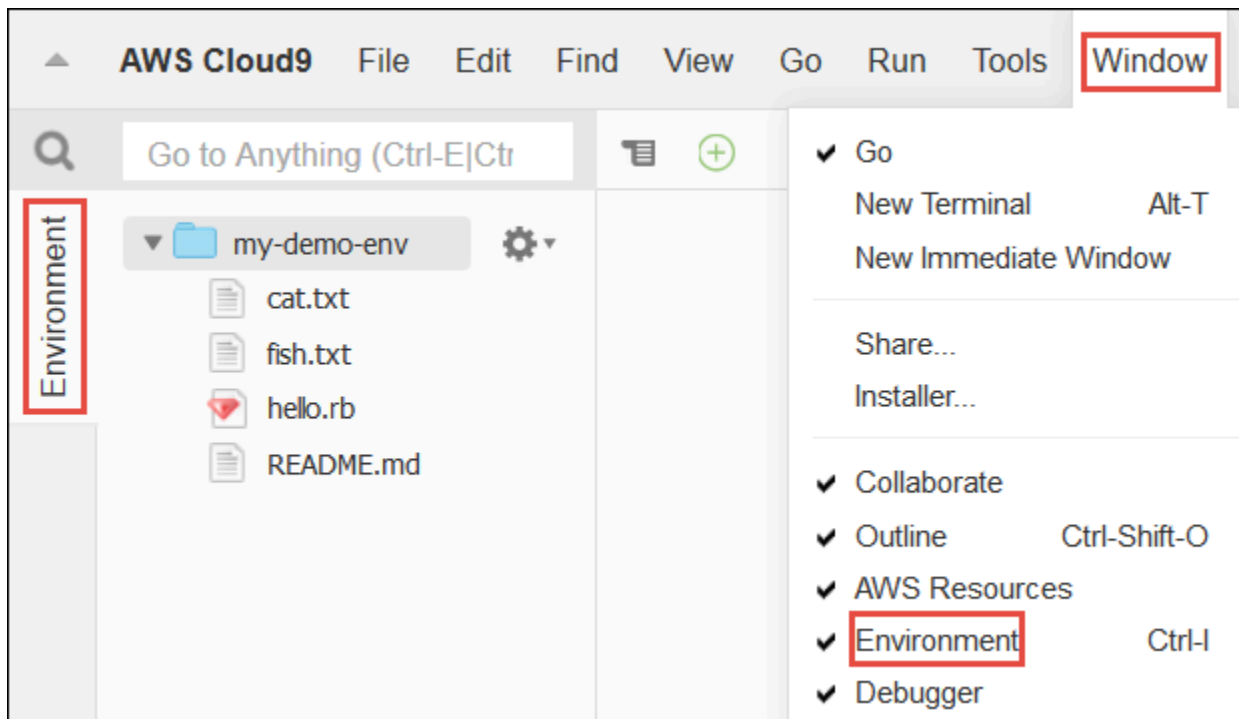 AWS Cloud9 File Edit Find View Go Run Tools Window
Go to Anything (Ctrl-E|Ctr
Environment
my-demo-env
cat.txt
fish.txt
hello.rb
README.md
Go
New Terminal Alt-T
New Immediate Window
Share...
Installer...
Collaborate
Outline Ctrl-Shift-O
AWS Resources
Environment Ctrl-I
Debugger